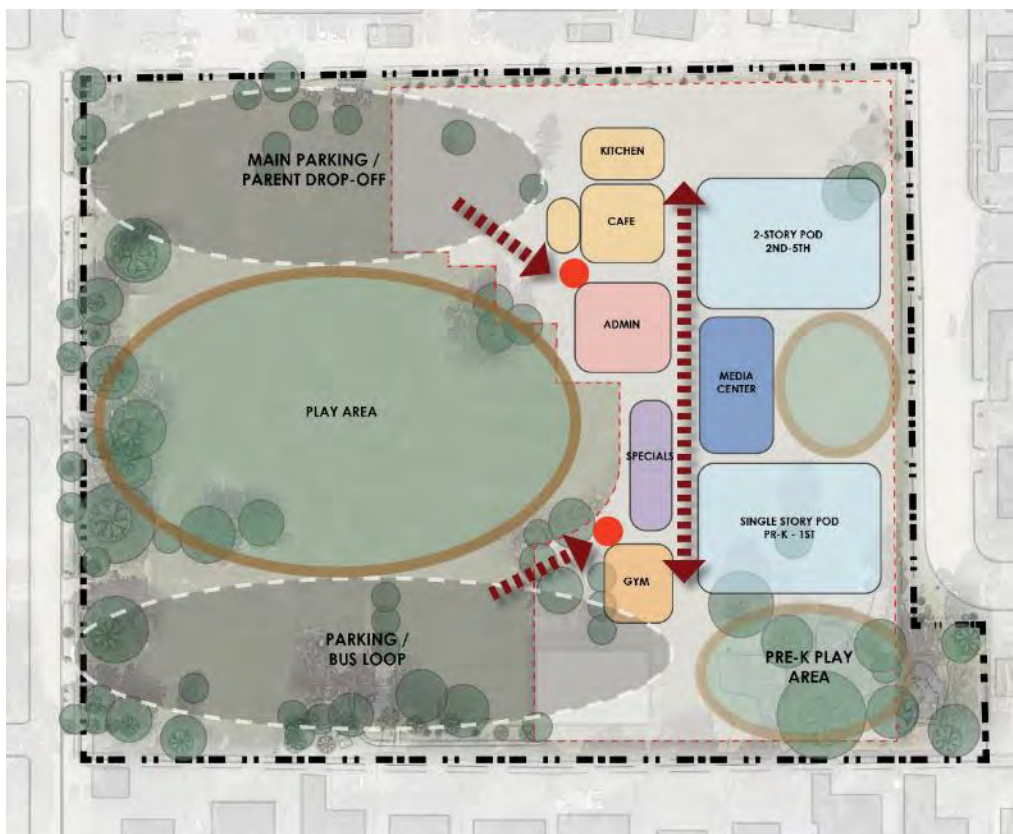 MAIN PARKING /
PARENT DROP-OFF
KITCHEN
CAFE
2-STORY POD
2ND-5TH
ADMIN
MEDIA
CENTER
PLAY AREA
SPECIALS
SINGLE STORY POD
PR-K - 1ST
GYM
PARKING /
BUS LOOP
PRE-K PLAY
AREA